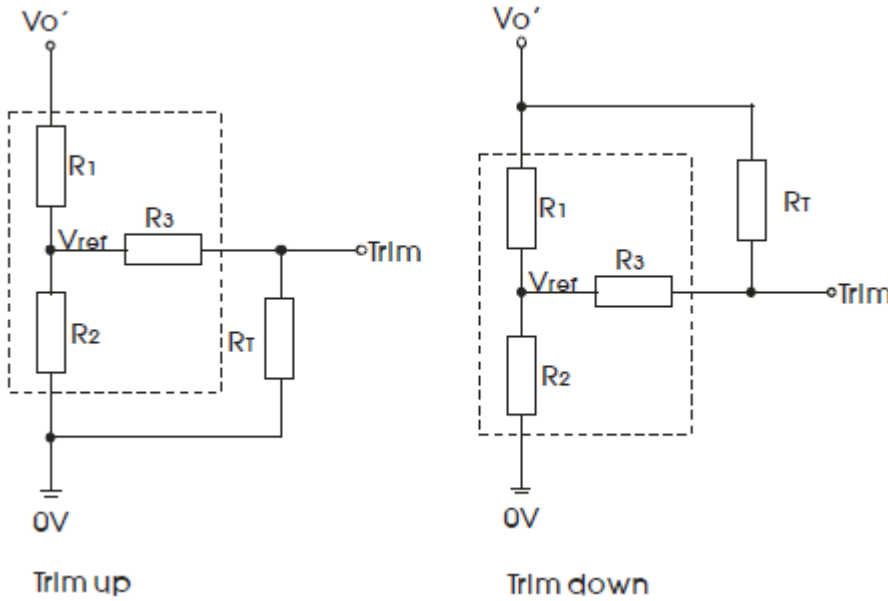 Vo´
R1
R3
Vref
Trim
R2
RT
0V
Trim up
Vo´
R1
RT
R3
Vref
Trim
R2
0V
Trim down